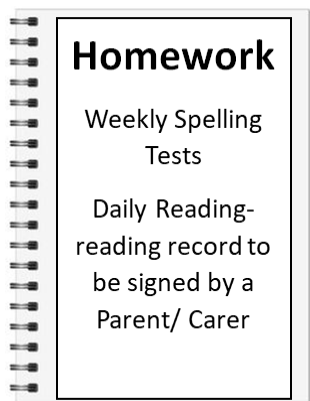 Homework
Weekly Spelling
Tests
Daily Reading-
reading record to
be signed by a
Parent/ Carer